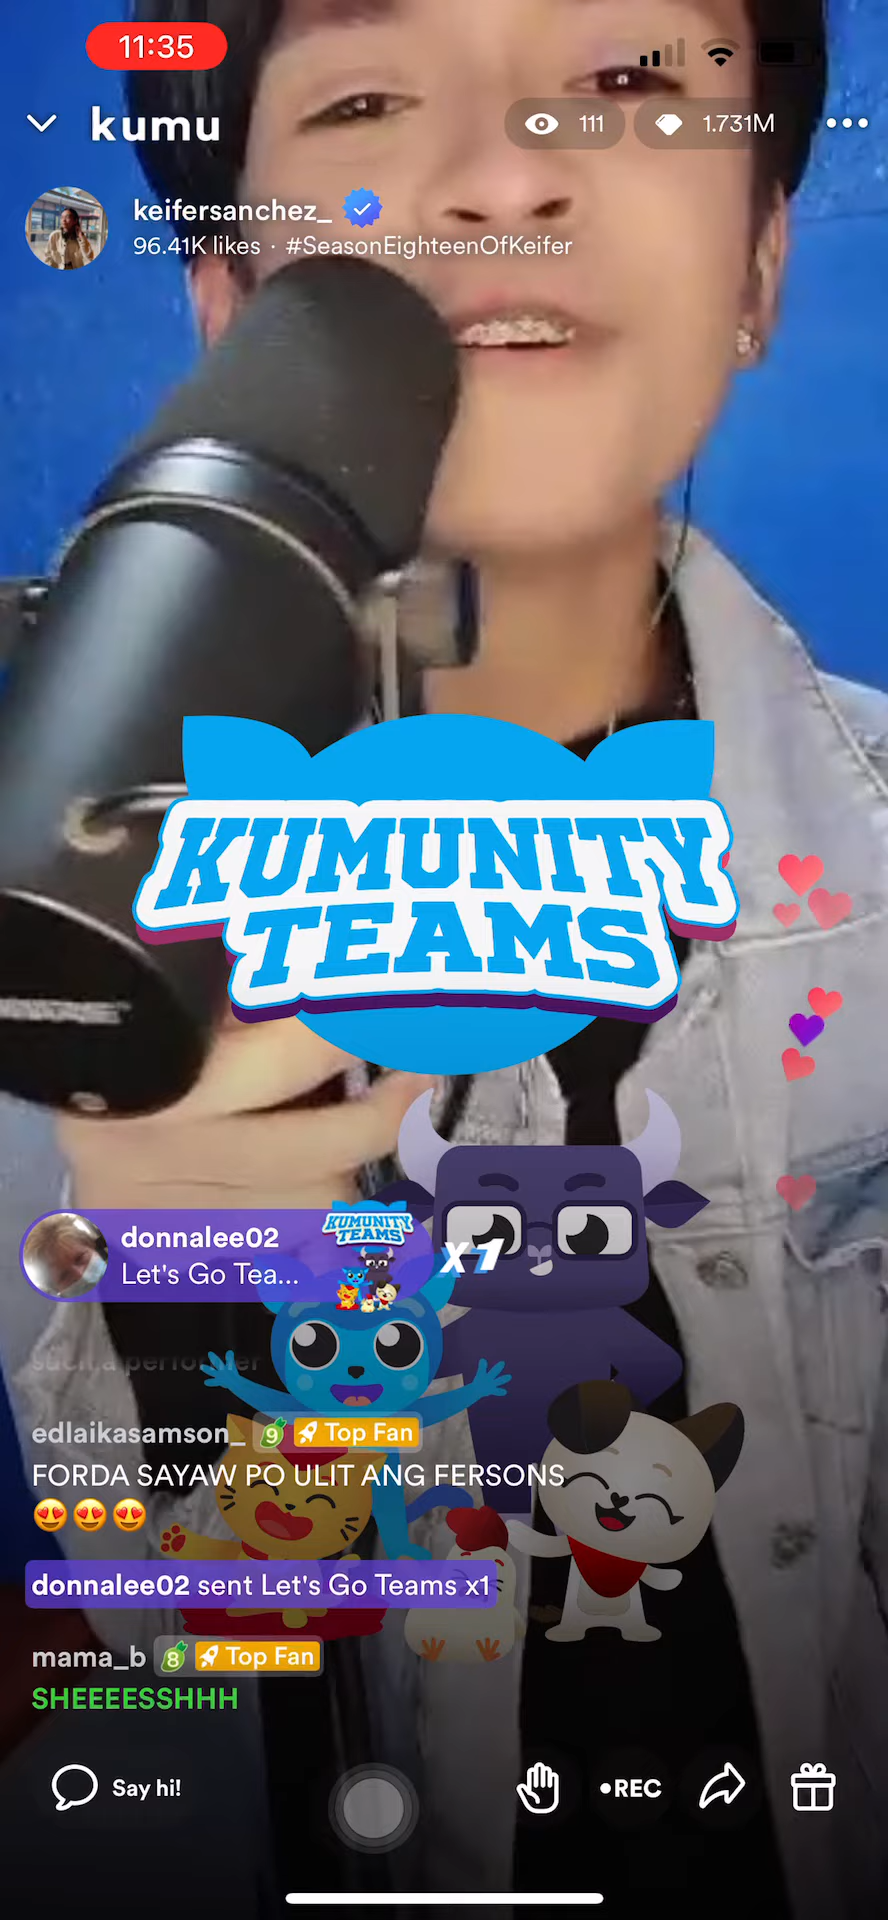 11:35
kumu
111
1.731M
keifersanchez_
96.41K likes · #SeasonEighteenOfKeifer
KUMUNITY
TEAMS
donnalee02
Let's Go Tea...
KUMUNITY
TEAMS
x1
such a performer
edlaikasamson_ 9 Top Fan
FORDA SAYAW PO ULIT ANG FERSONS
😍😍😍
donnalee02 sent Let's Go Teams x1
mama_b 8 Top Fan
SHEEEESSHHH
Say hi!
•REC